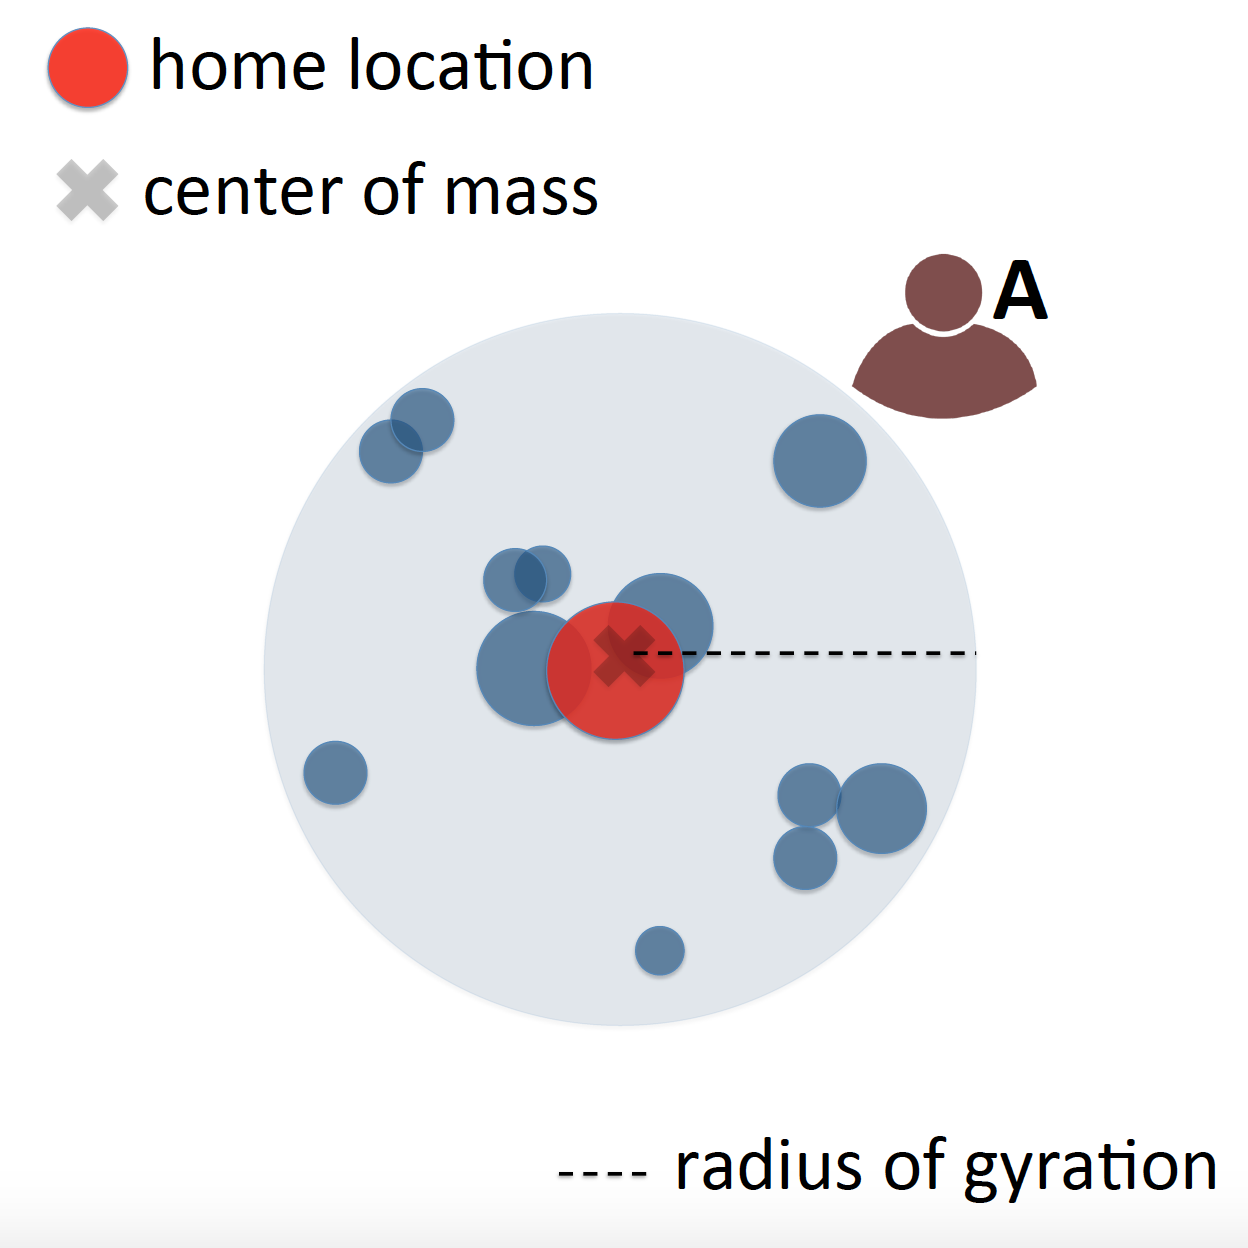 home location
center of mass
A
radius of gyration